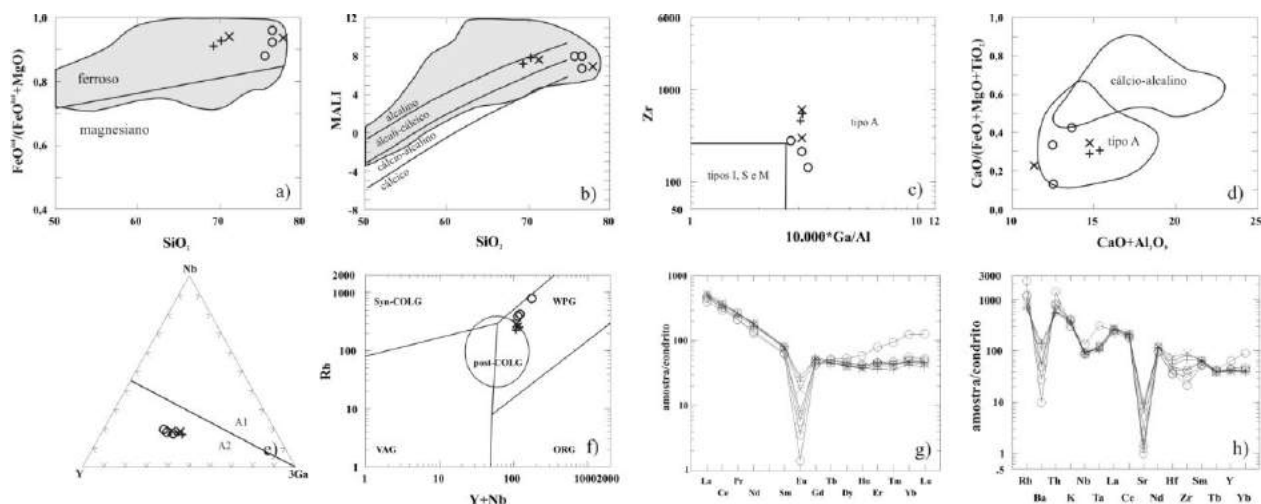 1,0
0,8
0,6
0,4
50
60
70
80
FeOtot/(FeOtot+MgO)
SiO2
ferroso
magnesiano
a)
12
8
4
0
-4
-8
50
60
70
80
MALI
SiO2
alcalino
álcali-cálcico
cálcio-alcalino
cálcico
b)
6000
1000
100
50
1
10 12
Zr
10.000*Ga/Al
tipo A
tipos I, S e M
c)
1,0
0,8
0,6
0,4
0,2
0,0
10
15
20
25
CaO/(FeOt+MgO+TiO2)
CaO+Al2O3
cálcio-alcalino
tipo A
d)
Nb
Y
3Ga
A1
A2
e)
2000
1000
100
10
1
1
10
100
1000 2000
Rb
Y+Nb
Syn-COLG
WPG
post-COLG
VAG
ORG
f)
1000
100
10
1
amostra/condrito
La Pr Sm Eu Tb Ho Tm Lu
Ce Nd Gd Dy Er Yb
g)
3000
1000
100
10
1
.5
amostra/condrito
Rb Th Nb La Sr Hf Sm Y
Ba K Ta Ce Nd Zr Tb Yb
h)